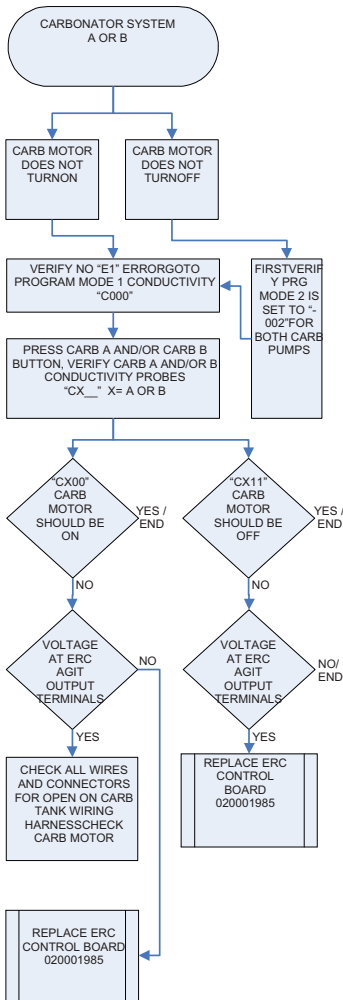 CARBONATOR SYSTEM
A OR B
CARB MOTOR
DOES NOT
TURNON
CARB MOTOR
DOES NOT
TURNOFF
VERIFY NO “E1” ERRORGOTO
PROGRAM MODE 1 CONDUCTIVITY
“C000”
FIRSTVERIF
Y PRG
MODE 2 IS
SET TO “-
002”FOR
BOTH CARB
PUMPS
PRESS CARB A AND/OR CARB B
BUTTON, VERIFY CARB A AND/OR B
CONDUCTIVITY PROBES
“CX__” X= A OR B
“CX00”
CARB
MOTOR
SHOULD BE
ON
YES /
END
“CX11”
CARB
MOTOR
SHOULD BE
OFF
YES /
END
NO
NO
VOLTAGE
AT ERC
AGIT
OUTPUT
TERMINALS
NO
VOLTAGE
AT ERC
AGIT
OUTPUT
TERMINALS
NO/
END
YES
YES
CHECK ALL WIRES
AND CONNECTORS
FOR OPEN ON CARB
TANK WIRING
HARNESSCHECK
CARB MOTOR
REPLACE ERC
CONTROL
BOARD
020001985
REPLACE ERC
CONTROL BOARD
020001985